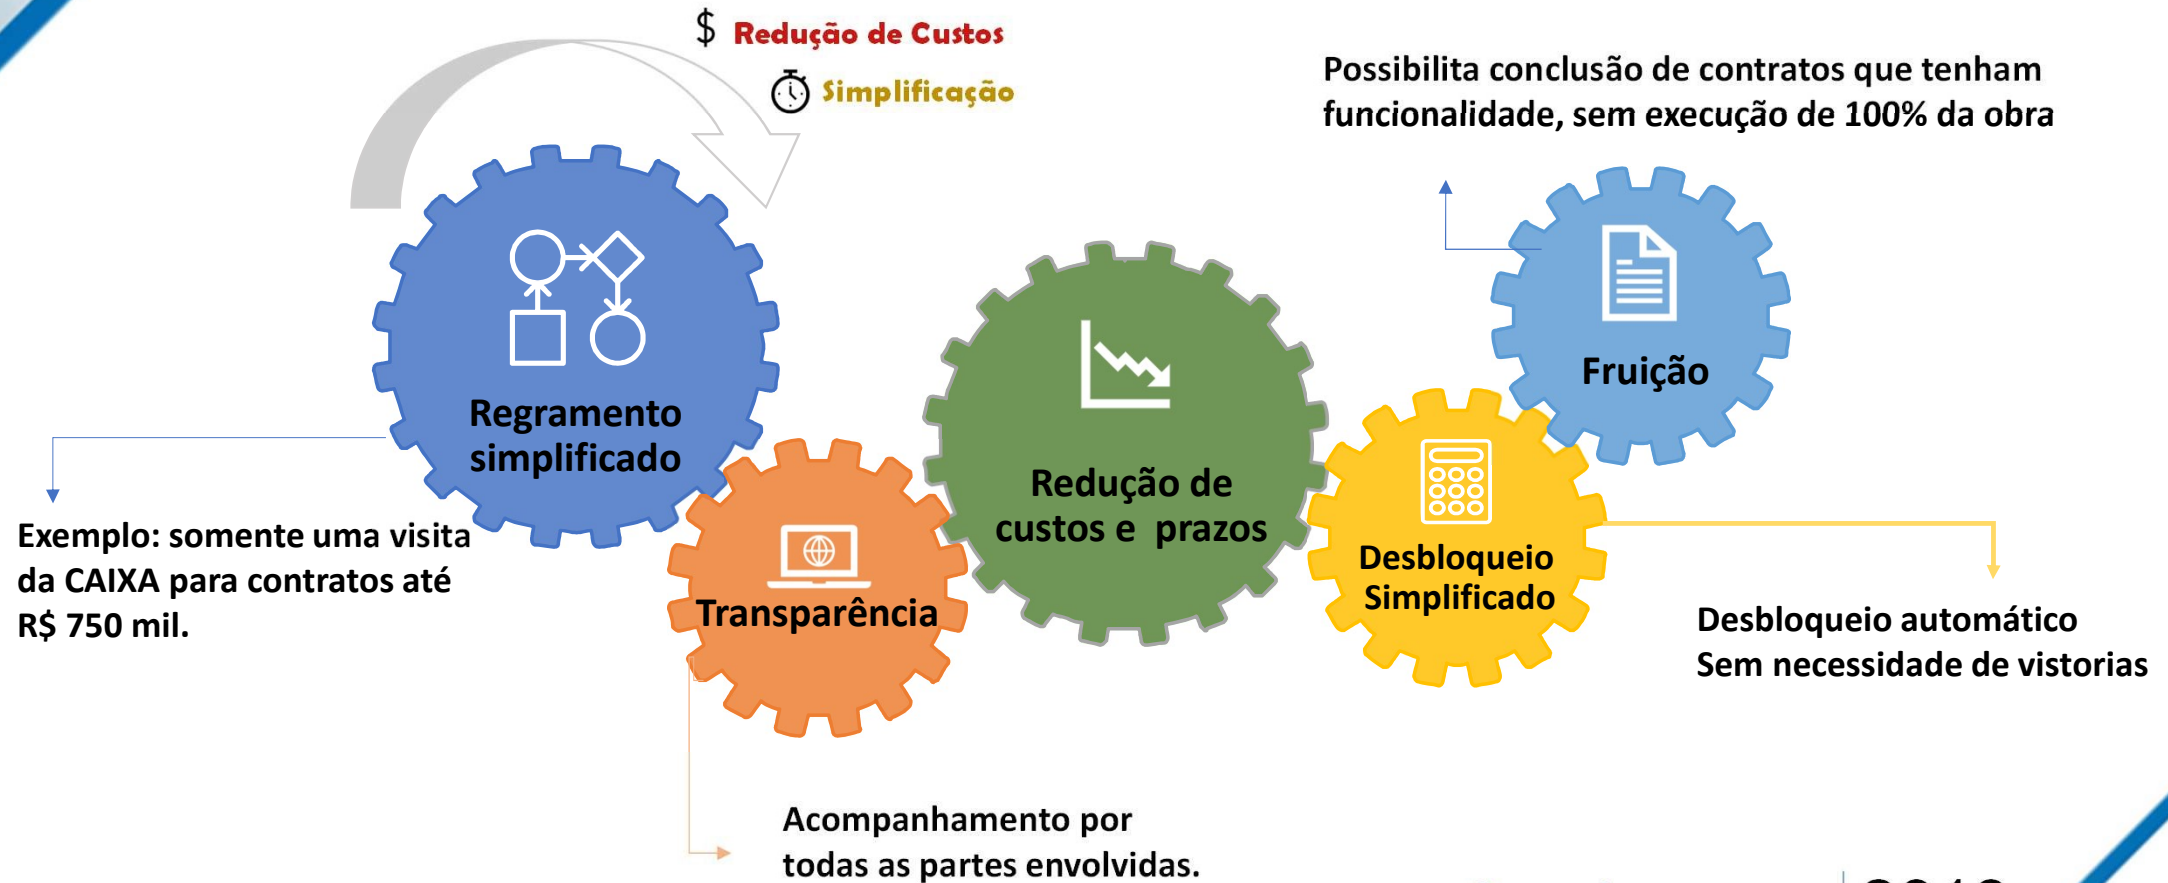 $ Redução de Custos
Simplificação
Possibilita conclusão de contratos que tenham
funcionalidade, sem execução de 100% da obra
Regramento
simplificado
Exemplo: somente uma visita
da CAIXA para contratos até
R$ 750 mil.
Transparência
Acompanhamento por
todas as partes envolvidas.
Redução de
custos e prazos
Desbloqueio
Simplificado
Desbloqueio automático
Sem necessidade de vistorias
Fruição